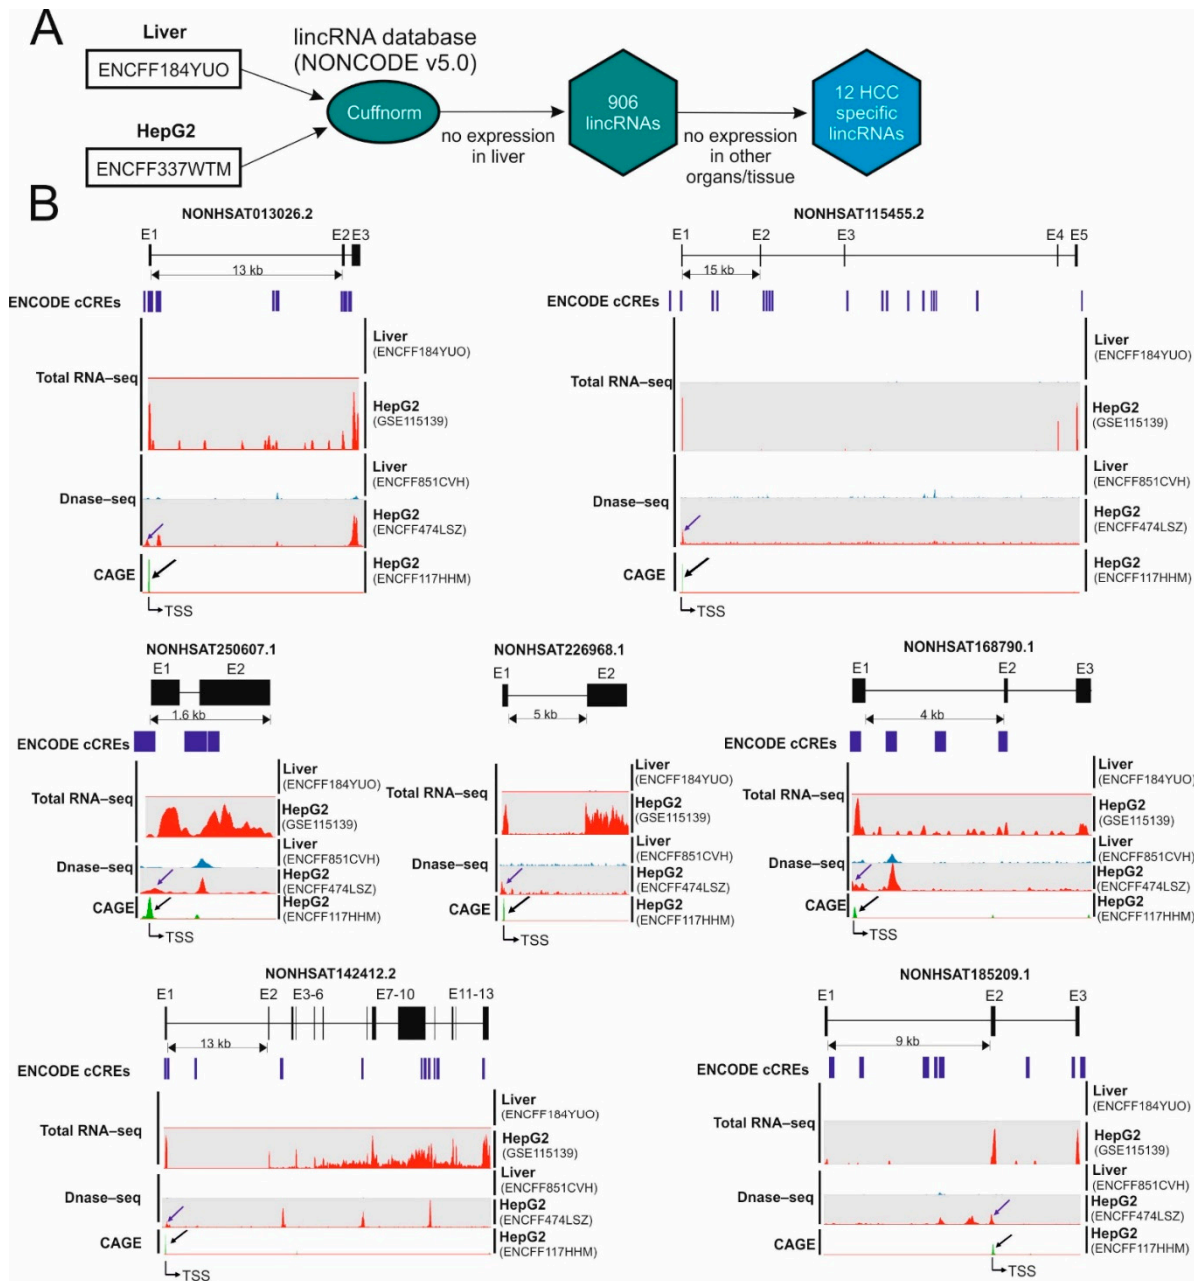 A
Liver
ENCFF184YUO
HepG2
ENCFF337WTM
lincRNA database
(NONCODE v5.0)
Cuffnorm
no expression
in liver
906
lincRNAs
no expression
in other
organs/tissue
12 HCC
specific
lincRNAs
B
NONHSAT013026.2
E1 E2 E3
13 kb
ENCODE cCREs
Total RNA–seq
Liver
(ENCFF184YUO)
HepG2
(GSE115139)
Dnase–seq
Liver
(ENCFF851CVH)
HepG2
(ENCFF474LSZ)
CAGE
HepG2
(ENCFF117HHM)
TSS
NONHSAT115455.2
E1 E2 E3 E4 E5
15 kb
ENCODE cCREs
Total RNA–seq
Liver
(ENCFF184YUO)
HepG2
(GSE115139)
Dnase–seq
Liver
(ENCFF851CVH)
HepG2
(ENCFF474LSZ)
CAGE
HepG2
(ENCFF117HHM)
TSS
NONHSAT250607.1
E1 E2
1.6 kb
ENCODE cCREs
Total RNA–seq
Liver
(ENCFF184YUO)
HepG2
(GSE115139)
Dnase–seq
Liver
(ENCFF851CVH)
HepG2
(ENCFF474LSZ)
CAGE
HepG2
(ENCFF117HHM)
TSS
NONHSAT226968.1
E1 E2
5 kb
Total RNA–seq
Liver
(ENCFF184YUO)
HepG2
(GSE115139)
Dnase–seq
Liver
(ENCFF851CVH)
HepG2
(ENCFF474LSZ)
CAGE
HepG2
(ENCFF117HHM)
TSS
NONHSAT168790.1
E1 E2 E3
4 kb
ENCODE cCREs
Total RNA–seq
Liver
(ENCFF184YUO)
HepG2
(GSE115139)
Dnase–seq
Liver
(ENCFF851CVH)
HepG2
(ENCFF474LSZ)
CAGE
HepG2
(ENCFF117HHM)
TSS
NONHSAT142412.2
E1 E2 E3-6 E7-10 E11-13
13 kb
ENCODE cCREs
Total RNA–seq
Liver
(ENCFF184YUO)
HepG2
(GSE115139)
Dnase–seq
Liver
(ENCFF851CVH)
HepG2
(ENCFF474LSZ)
CAGE
HepG2
(ENCFF117HHM)
TSS
NONHSAT185209.1
E1 E2 E3
9 kb
ENCODE cCREs
Total RNA–seq
Liver
(ENCFF184YUO)
HepG2
(GSE115139)
Dnase–seq
Liver
(ENCFF851CVH)
HepG2
(ENCFF474LSZ)
CAGE
HepG2
(ENCFF117HHM)
TSS